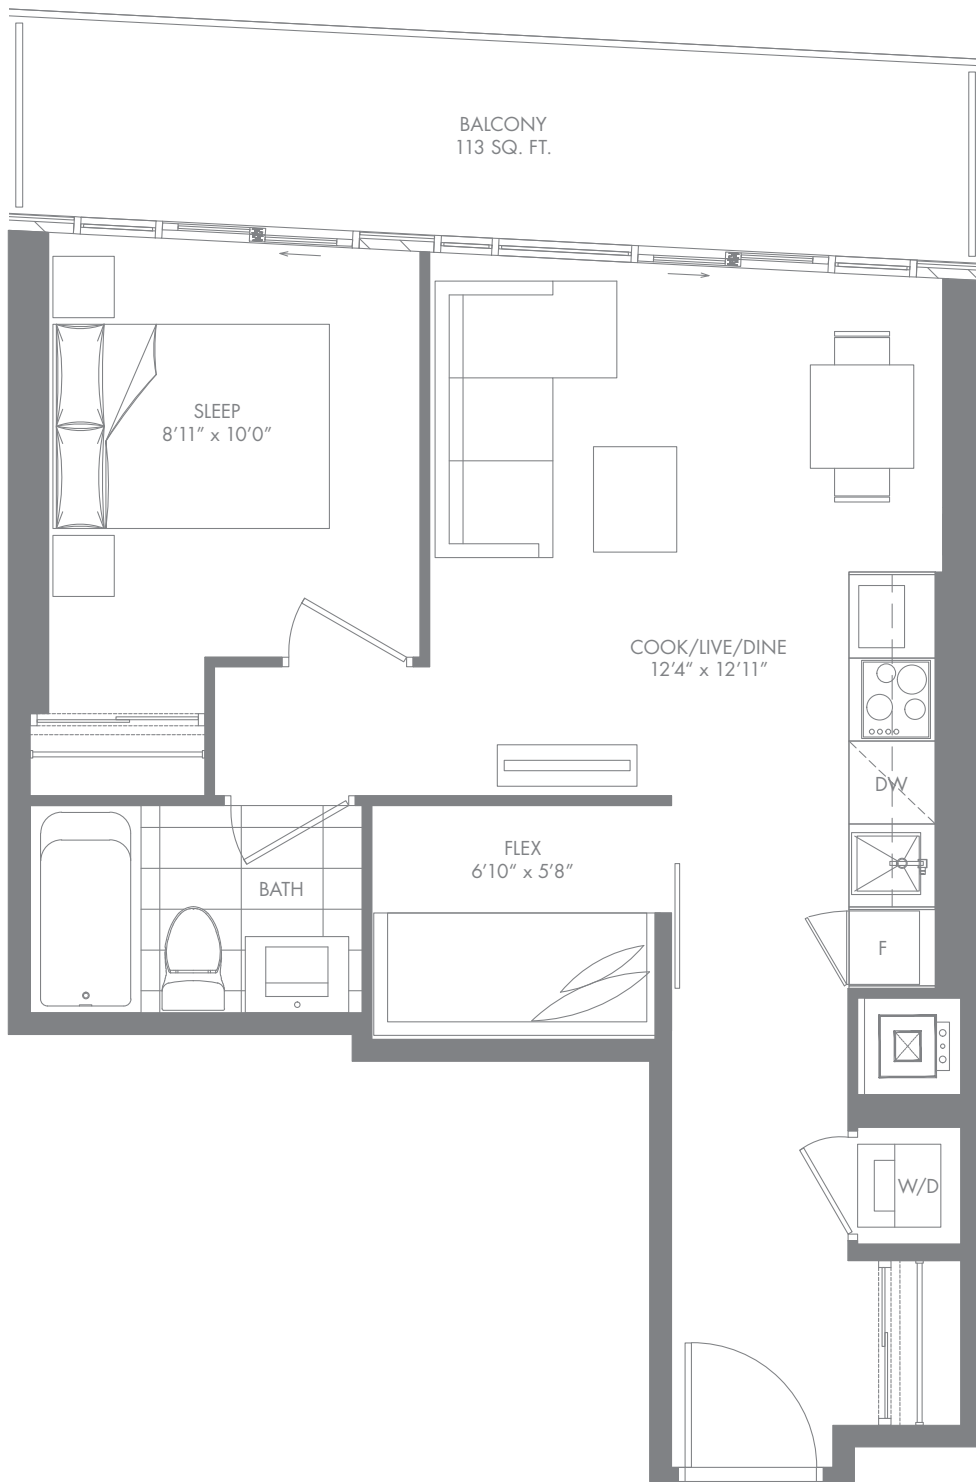 BALCONY
113 SQ. FT.
SLEEP
8'11" x 10'0"
COOK/LIVE/DINE
12'4" x 12'11"
DW
FLEX
6'10" x 5'8"
BATH
F
W/D